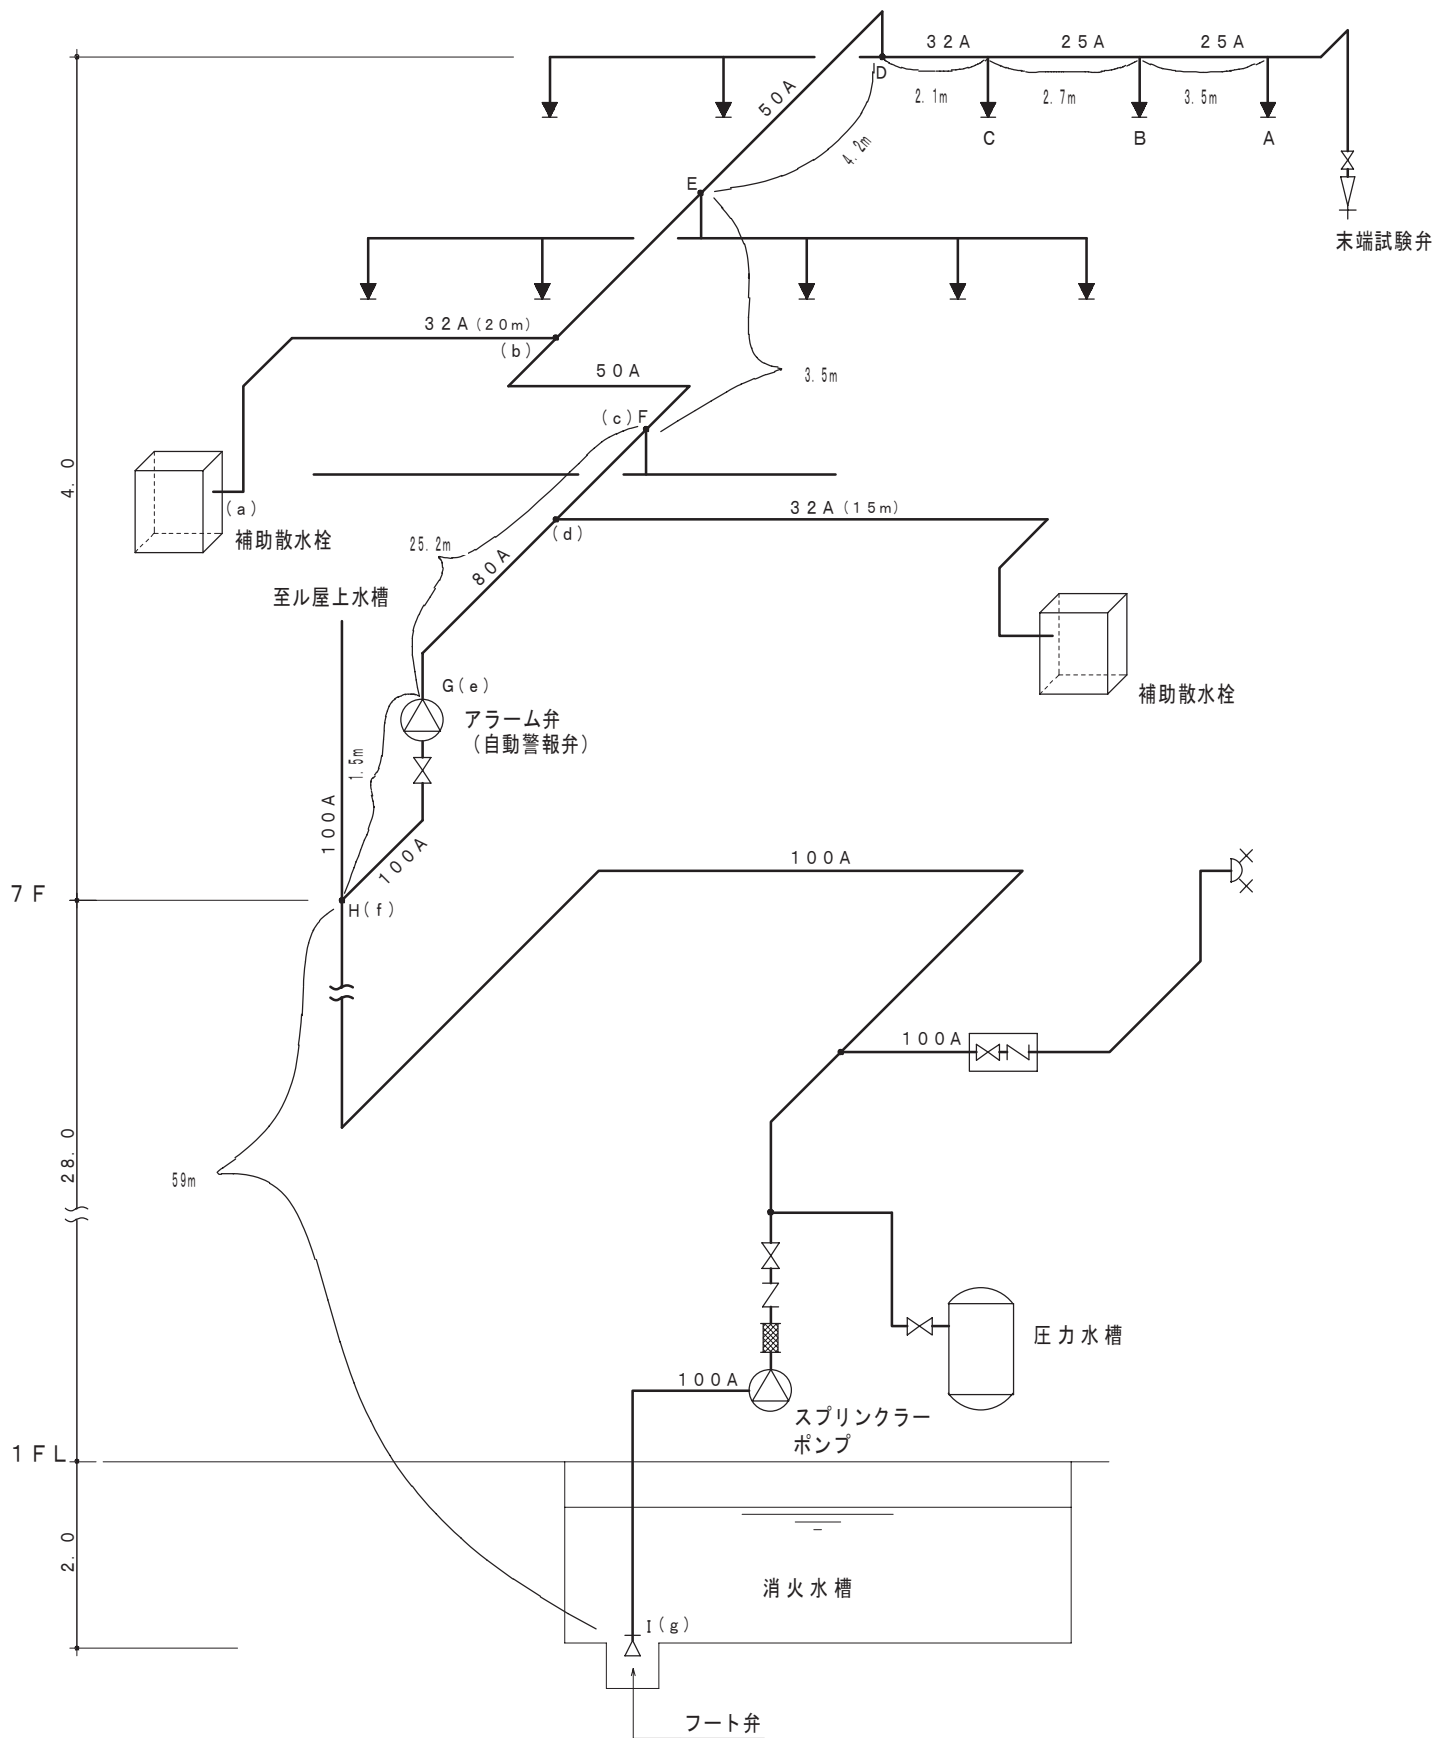 32A
25A
25A
D
2.1m
2.7m
3.5m
50A
C
B
A
4.2m
E
末端試験弁
32A(20m)
(b)
50A
3.5m
(c)F
4.0
(a)
補助散水栓
32A(15m)
(d)
25.2m
80A
至ル屋上水槽
G(e)
アラーム弁
(自動警報弁)
補助散水栓
1.5m
100A
100A
100A
7F
H(f)
100A
28.0
59m
圧力水槽
100A
スプリンクラー
ポンプ
1FL
2.0
消火水槽
I(g)
フート弁